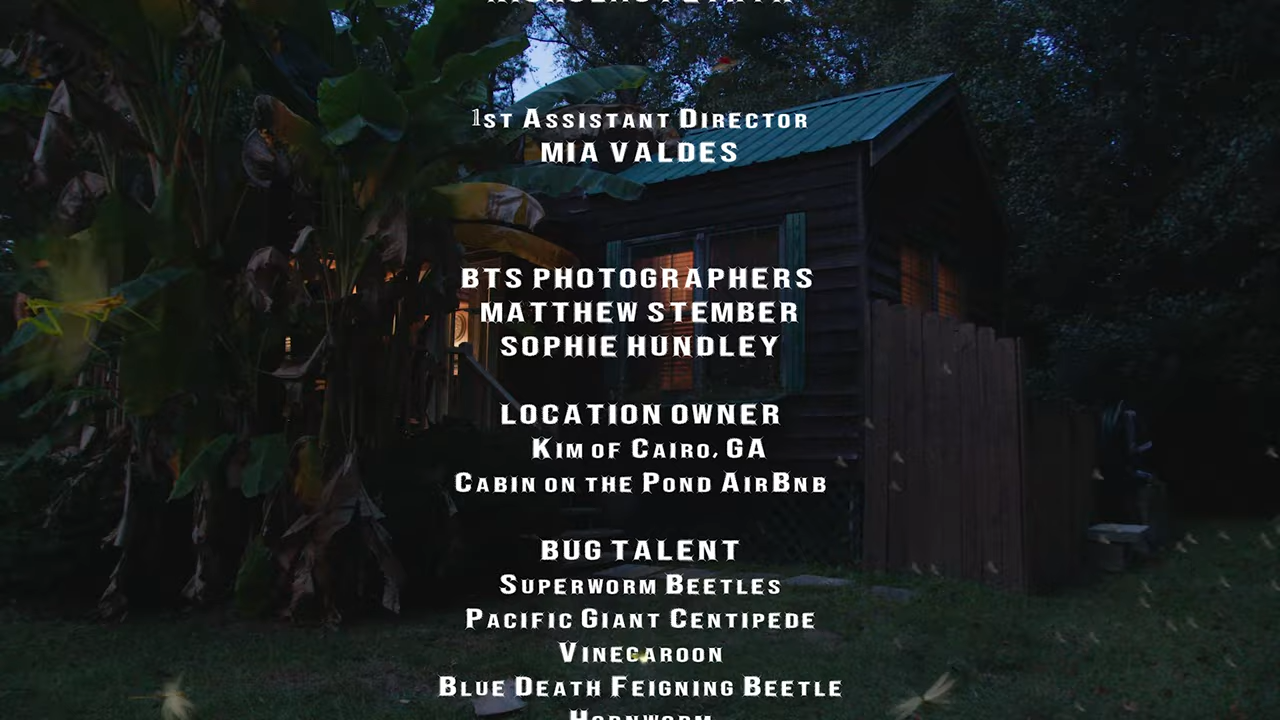 1st Assistant Director
MIA VALDES
BTS PHOTOGRAPHERS
MATTHEW STEMBER
SOPHIE HUNDLEY
LOCATION OWNER
Kim of Cairo, GA
Cabin on the Pond AirBnb
BUG TALENT
Superworm Beetles
Pacific Giant Centipede
Vinegaroon
Blue Death Feigning Beetle
Hornworm